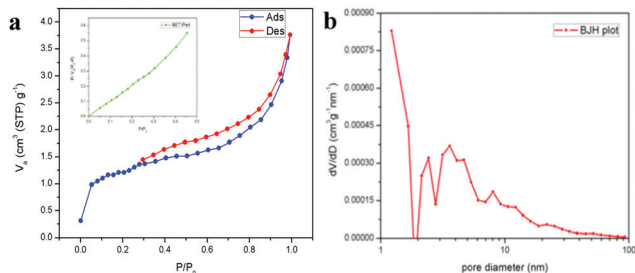 a
Ads
Des
BET Plot
P/P₀
4.0
3.5
3.0
2.5
2.0
1.5
1.0
0.5
0.0
Vₐ (cm³ (STP) g⁻¹)
0.0 0.2 0.4 0.6 0.8 1.0
P/Pₒ
b
BJH plot
0.00090
0.00075
0.00060
0.00045
0.00030
0.00015
0.00000
dV/dD (cm³g⁻¹nm⁻¹)
1 10 100
pore diameter (nm)